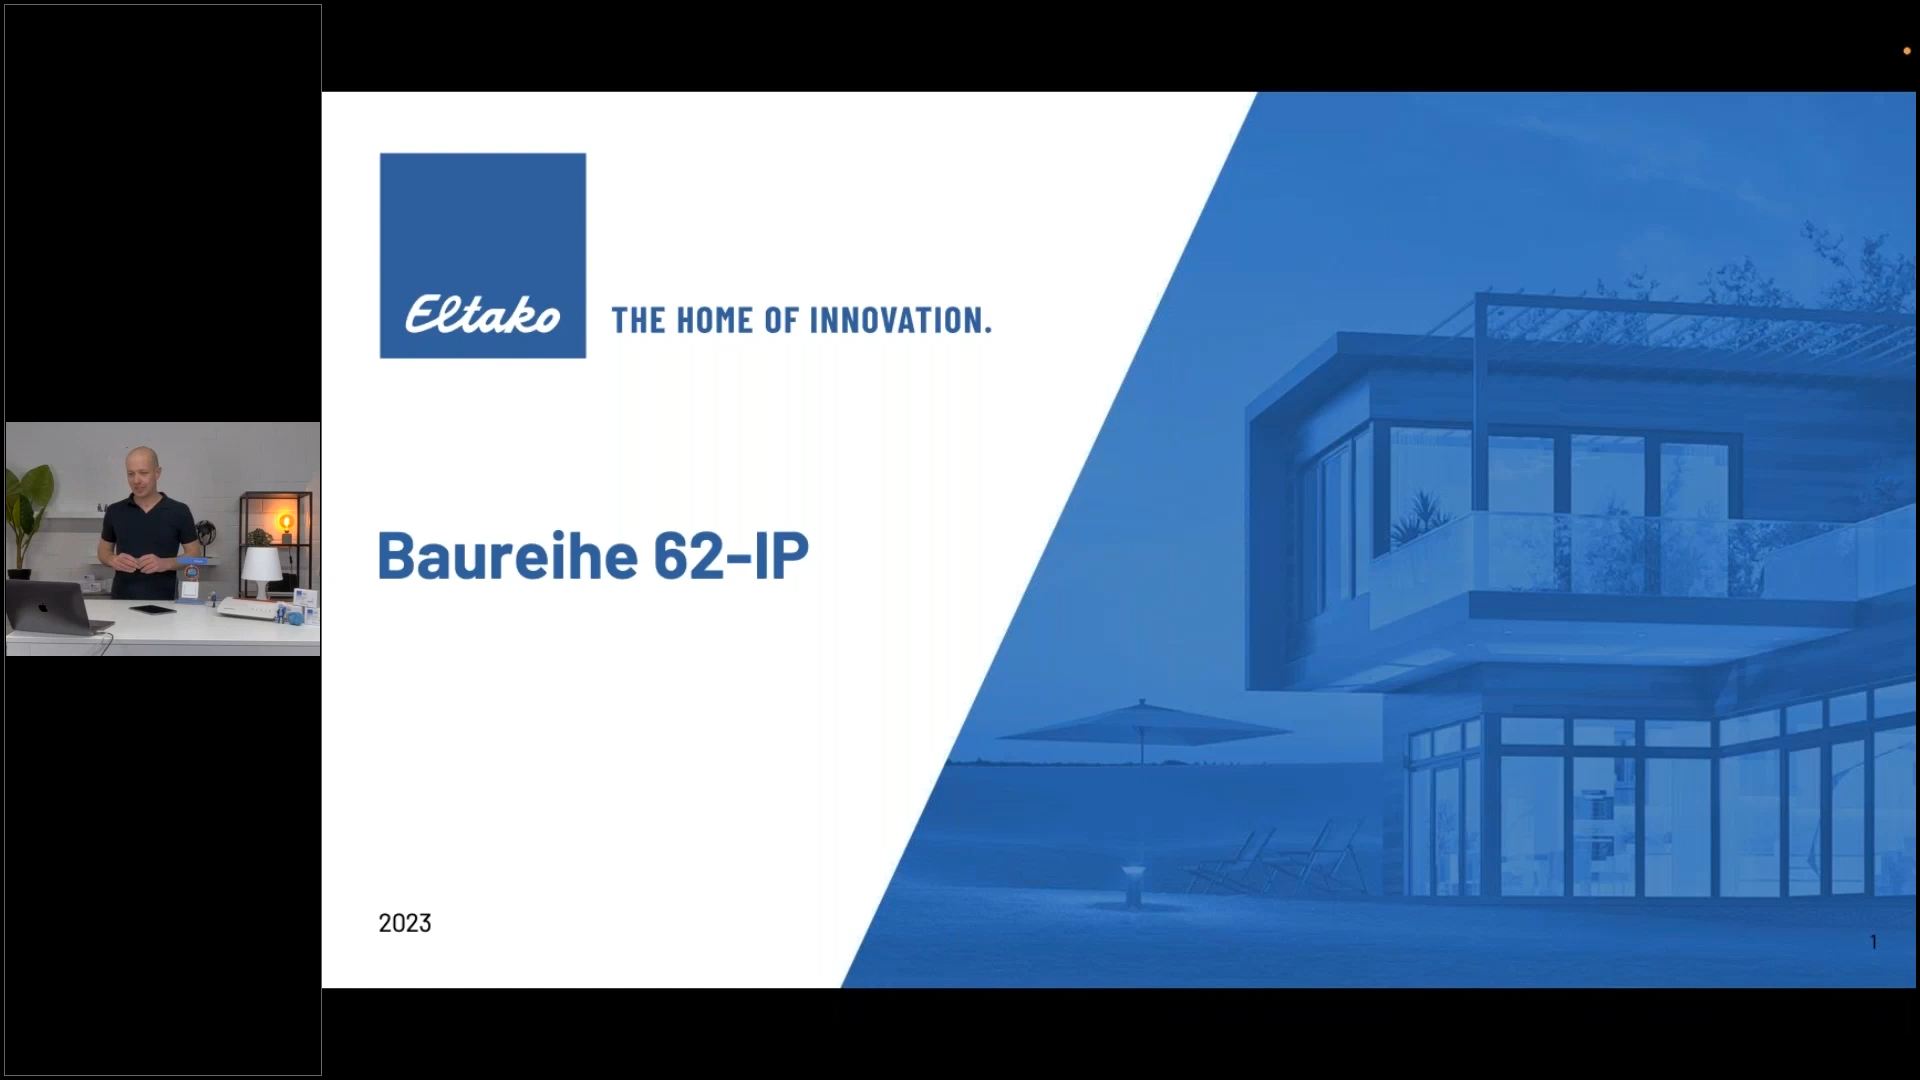 Eltako
THE HOME OF INNOVATION.
Baureihe 62-IP
2023
1